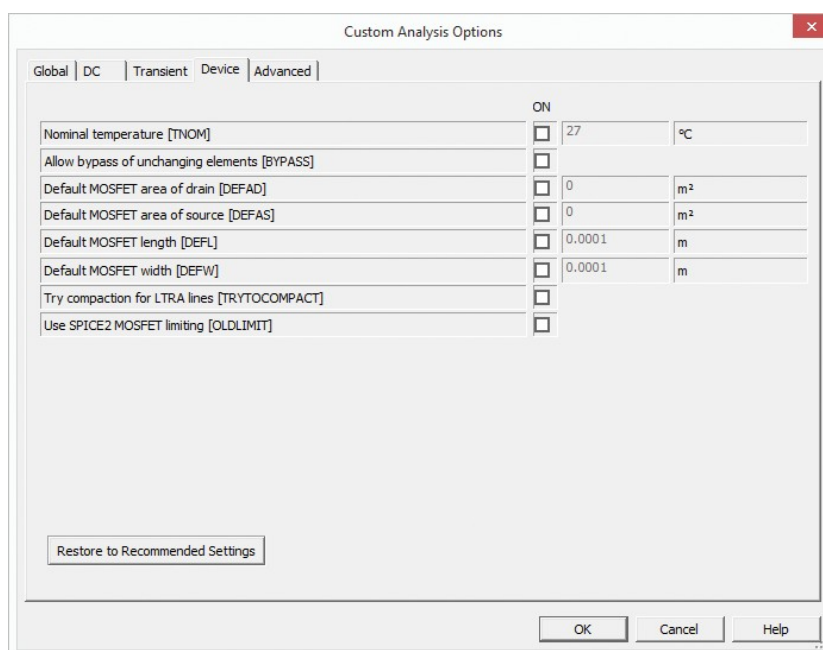 Custom Analysis Options
Global DC Transient Device Advanced
ON
Nominal temperature [TNOM] 27 ºC
Allow bypass of unchanging elements [BYPASS]
Default MOSFET area of drain [DEFAD] 0 m²
Default MOSFET area of source [DEFAS] 0 m²
Default MOSFET length [DEFL] 0.0001 m
Default MOSFET width [DEFW] 0.0001 m
Try compaction for LTRA lines [TRYTOCOMPACT]
Use SPICE2 MOSFET limiting [OLDLIMIT]
Restore to Recommended Settings
OK Cancel Help